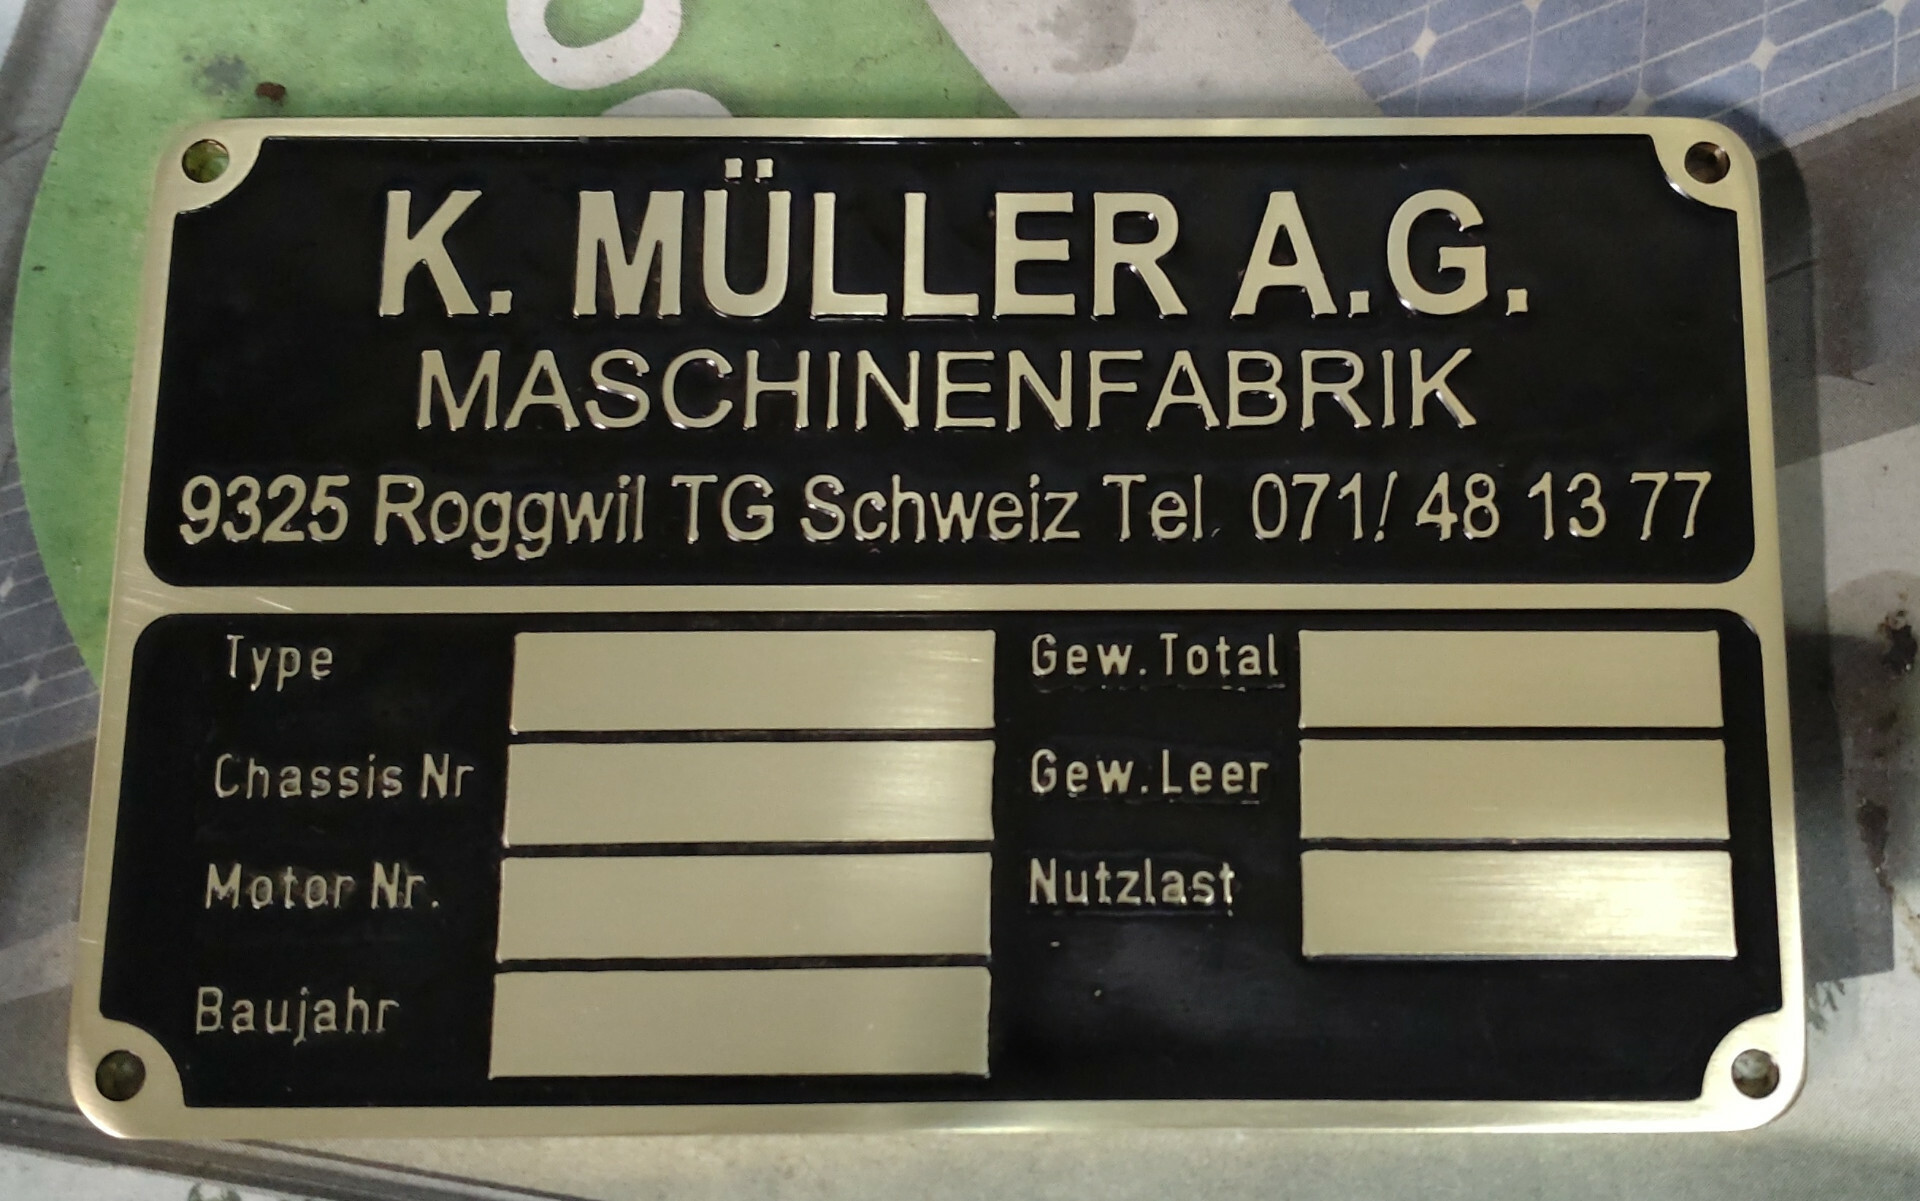 K. MÜLLER A.G.
MASCHINENFABRIK
9325 Roggwil TG Schweiz Tel. 071/ 48 13 77
Type
Gew. Total
Chassis Nr
Gew. Leer
Motor Nr.
Nutzlast
Baujahr